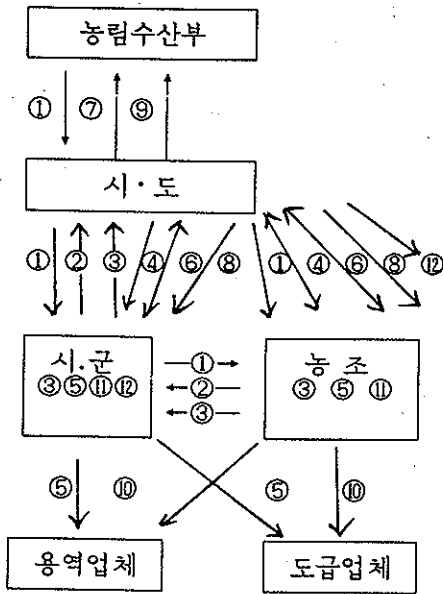 농림수산부
① ⑦ ⑨
시·도
① ② ③ ④ ⑥ ⑧ ① ④ ⑥ ⑧ ⑫
시.군
③⑤⑪⑫
①
②
③
농 조
③ ⑤ ⑪
⑤ ⑩ ⑤ ⑩
용역업체
도급업체